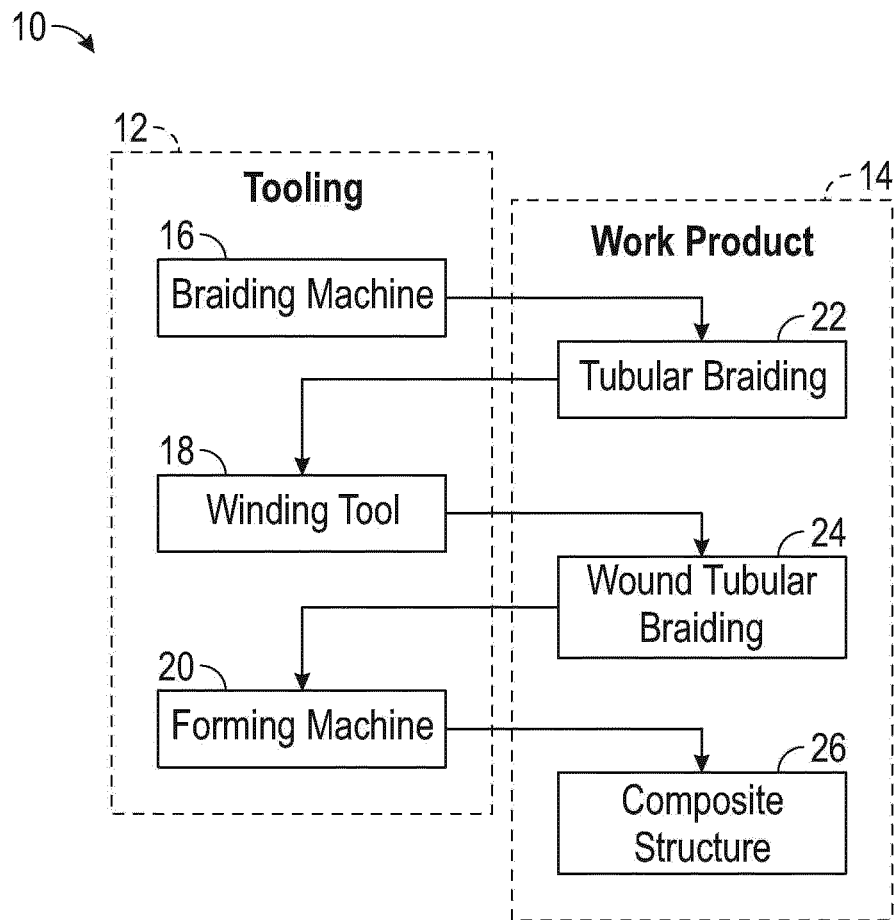 10
12
Tooling
14
16
Work Product
Braiding Machine
22
Tubular Braiding
18
Winding Tool
24
Wound Tubular
Braiding
20
Forming Machine
26
Composite
Structure